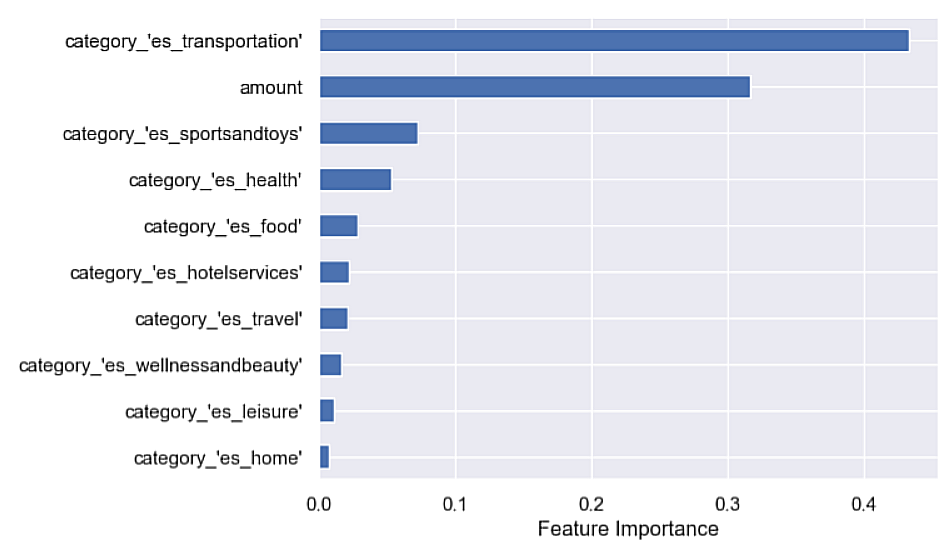 category_'es_transportation'
amount
category_'es_sportsandtoys'
category_'es_health'
category_'es_food'
category_'es_hotelservices'
category_'es_travel'
category_'es_wellnessandbeauty'
category_'es_leisure'
category_'es_home'
0.0 0.1 0.2 0.3 0.4
Feature Importance